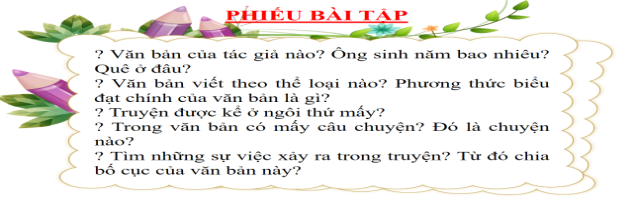 PHIẾU BÀI TẬP
? Văn bản của tác giả nào? Ông sinh năm bao nhiêu?
Quê ở đâu?
? Văn bản viết theo thể loại nào? Phương thức biểu
đạt chính của văn bản là gì?
? Truyện được kể ở ngôi thứ mấy?
? Trong văn bản có mấy câu chuyện? Đó là chuyện
nào?
? Tìm những sự việc xảy ra trong truyện? Từ đó chia
bố cục của văn bản này?